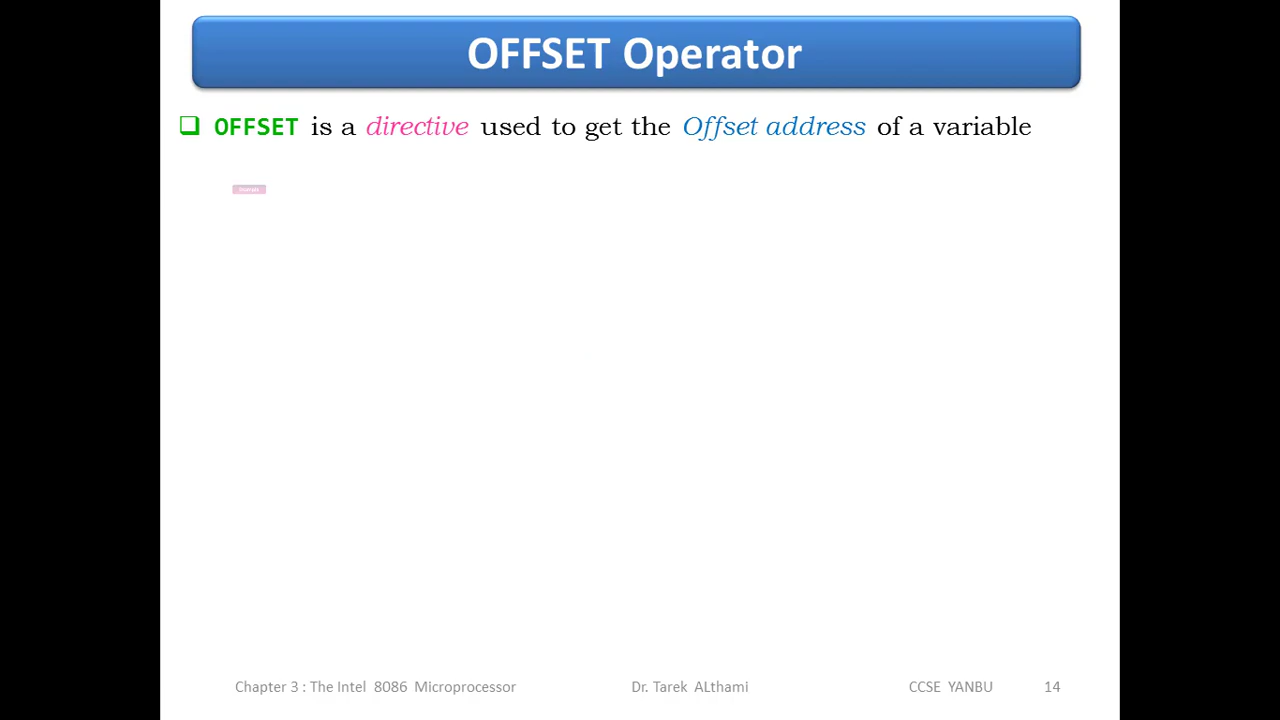 OFFSET Operator
OFFSET is a directive used to get the Offset address of a variable
Example
Chapter 3 : The Intel 8086 Microprocessor
Dr. Tarek ALthami
CCSE YANBU
14